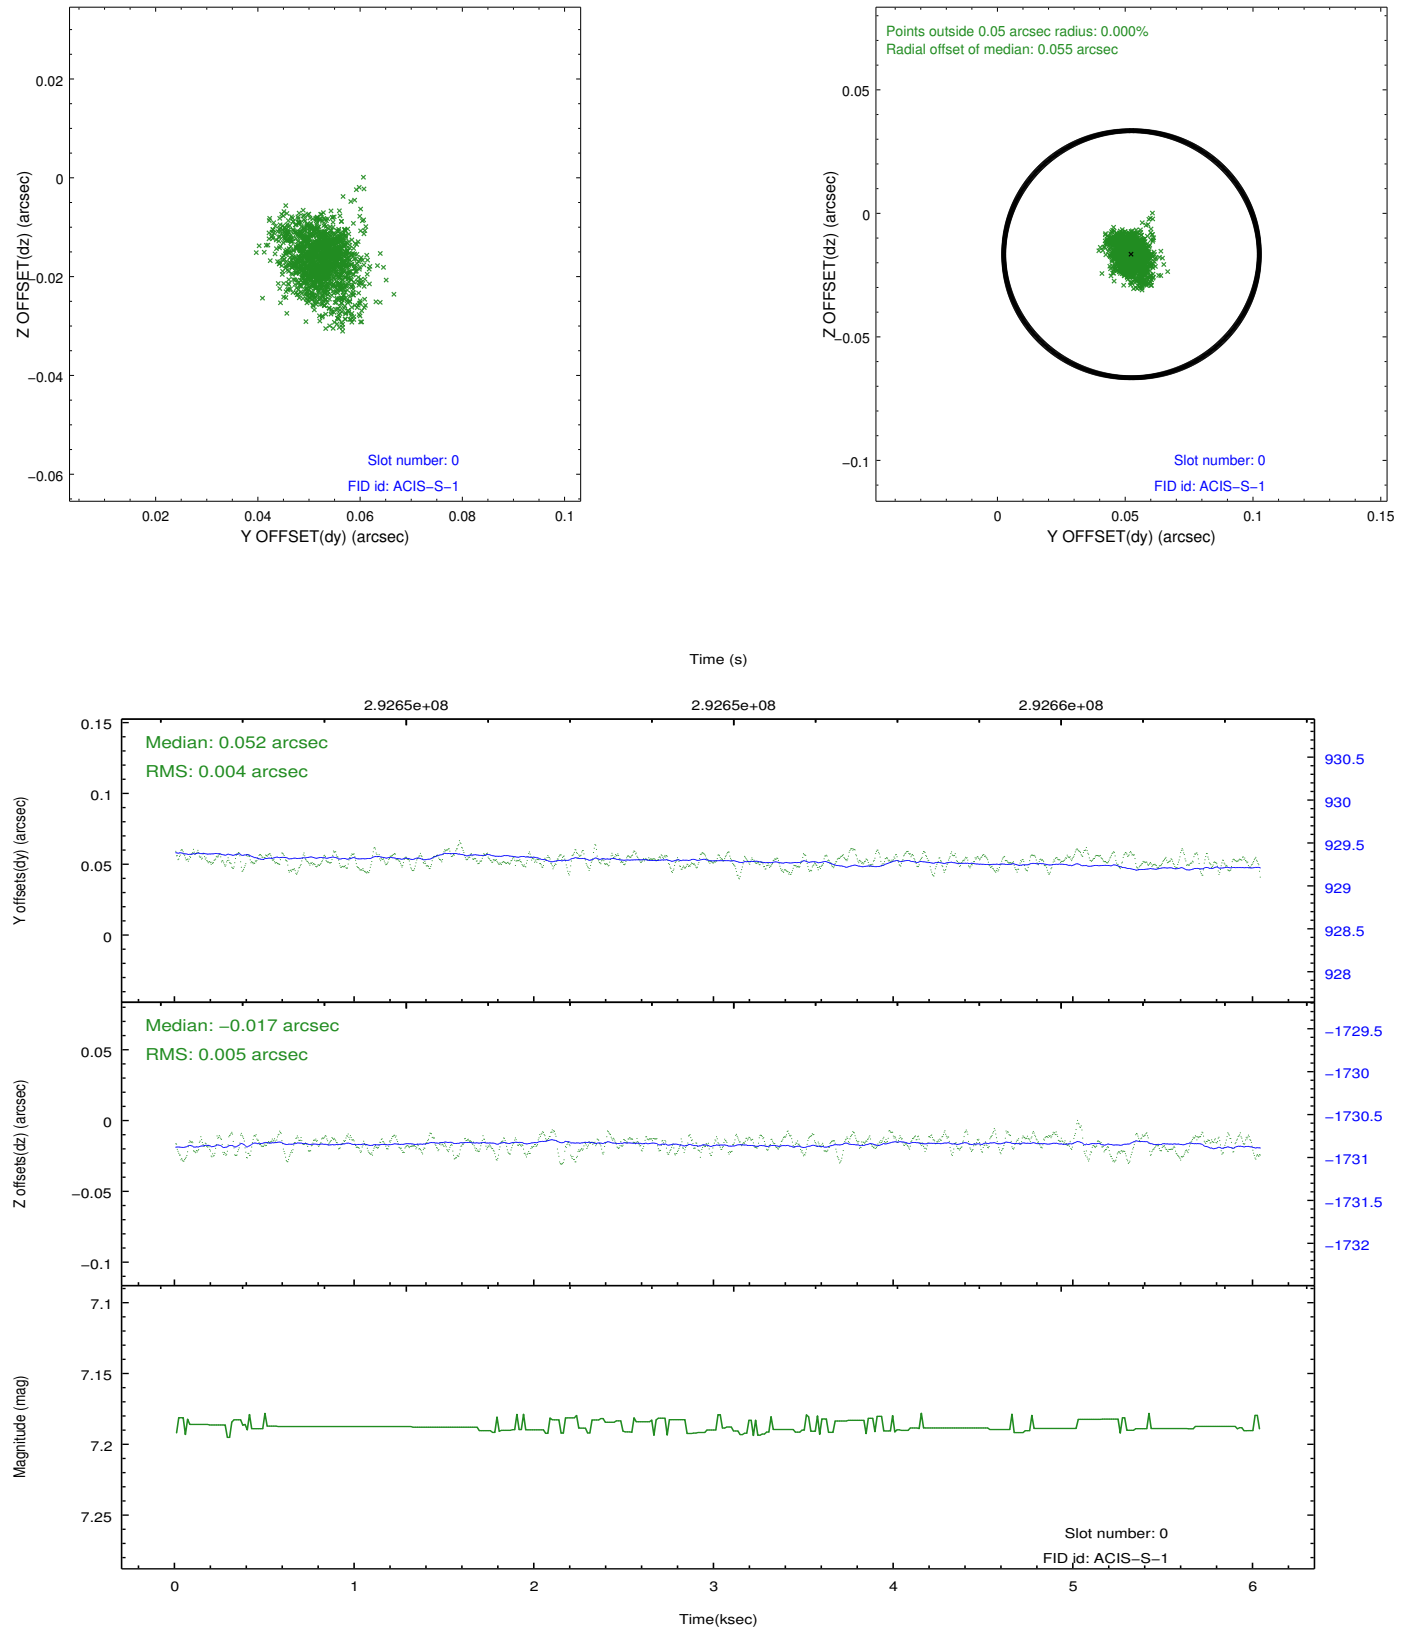 Points outside 0.05 arcsec radius: 0.000%
Radial offset of median: 0.055 arcsec
0.02
0
−0.02
−0.04
−0.06
Z OFFSET(dz) (arcsec)
Slot number: 0
FID id: ACIS−S−1
0.02 0.04 0.06 0.08 0.1
Y OFFSET(dy) (arcsec)
0.05
0
−0.05
−0.1
Z OFFSET(dz) (arcsec)
Slot number: 0
FID id: ACIS−S−1
0 0.05 0.1 0.15
Y OFFSET(dy) (arcsec)
Time (s)
2.9265e+08 2.9265e+08 2.9266e+08
Median: 0.052 arcsec
RMS: 0.004 arcsec
0.15
0.1
0.05
0
Y offsets(dy) (arcsec)
930.5
930
929.5
929
928.5
928
Median: −0.017 arcsec
RMS: 0.005 arcsec
0.05
0
−0.05
−0.1
Z offsets(dz) (arcsec)
−1729.5
−1730
−1730.5
−1731
−1731.5
−1732
7.1
7.15
7.2
7.25
Magnitude (mag)
Slot number: 0
FID id: ACIS−S−1
0 1 2 3 4 5 6
Time(ksec)